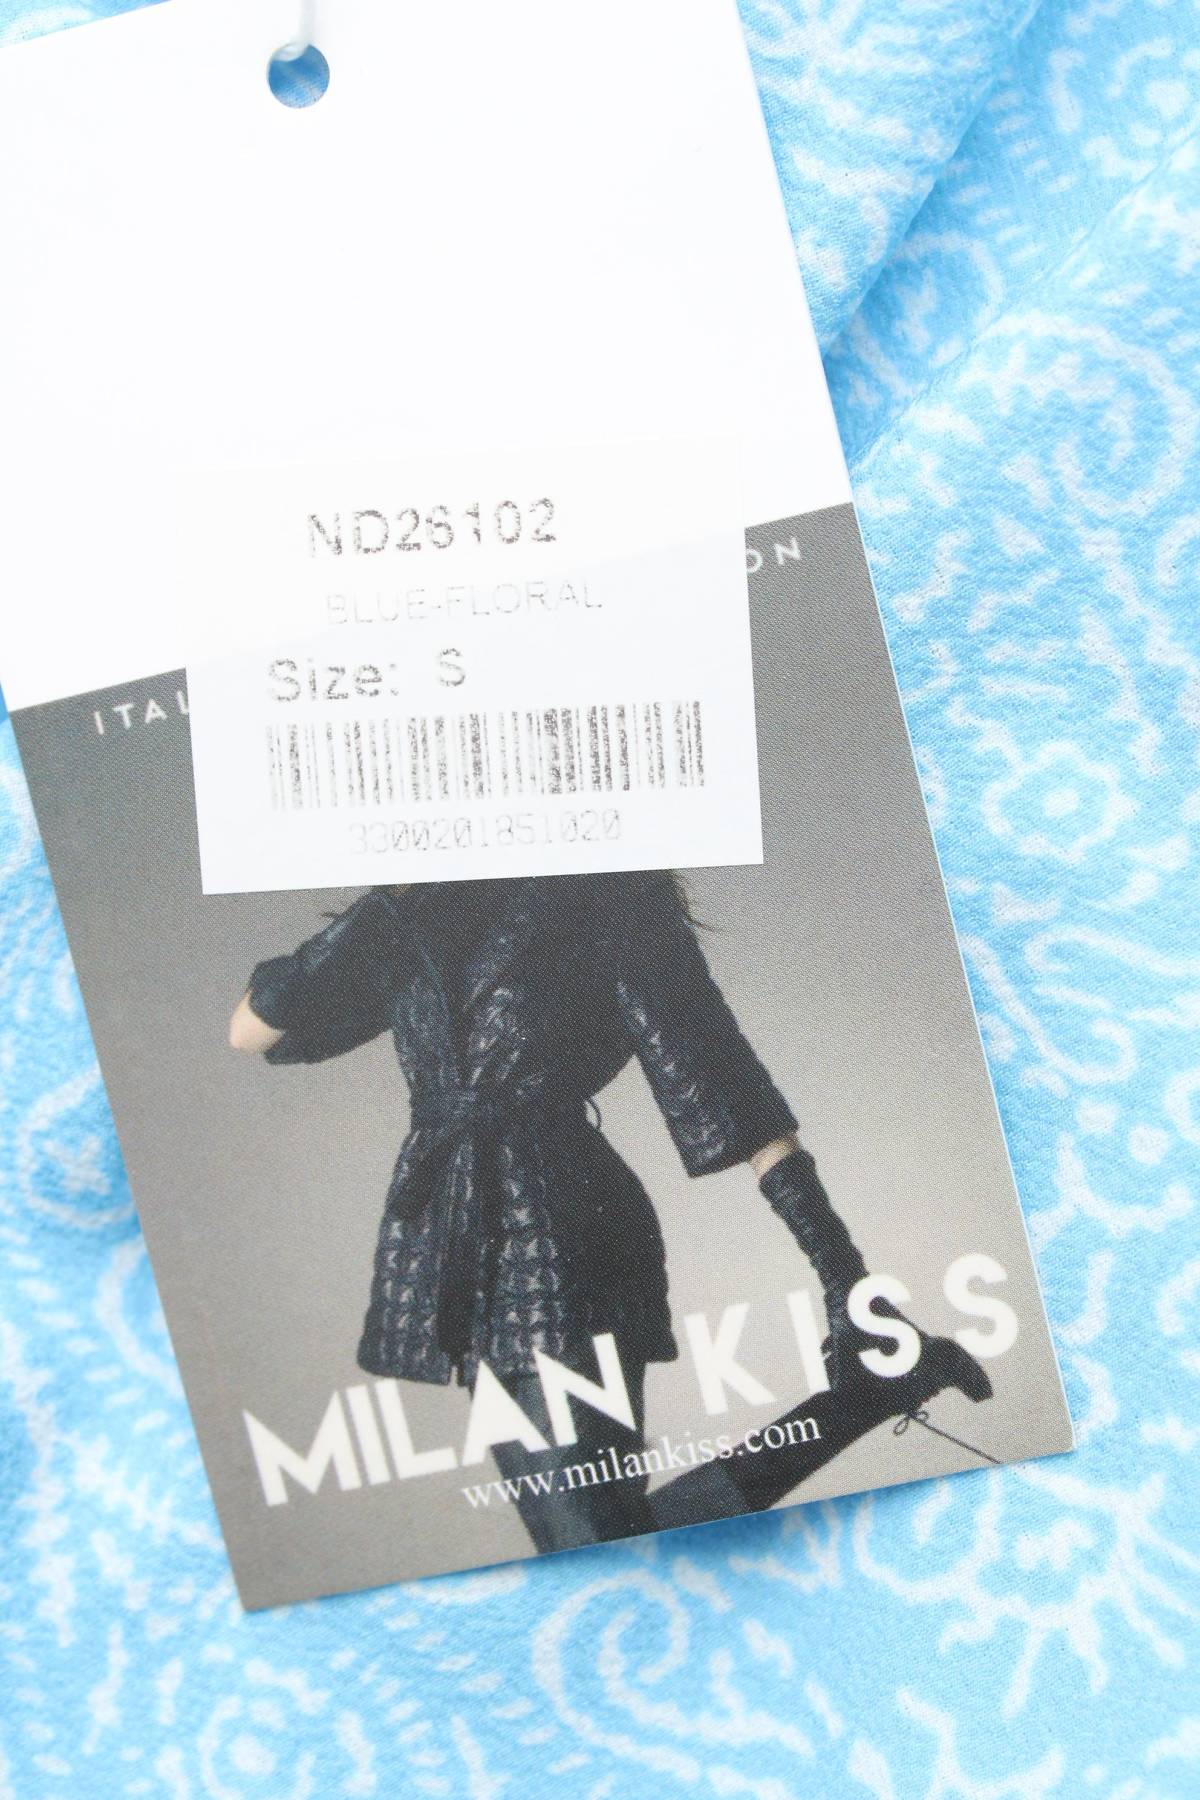 ND26102
BLUE-FLORAL
Size: S
3300201851020
MILAN KISS
www.milankiss.com